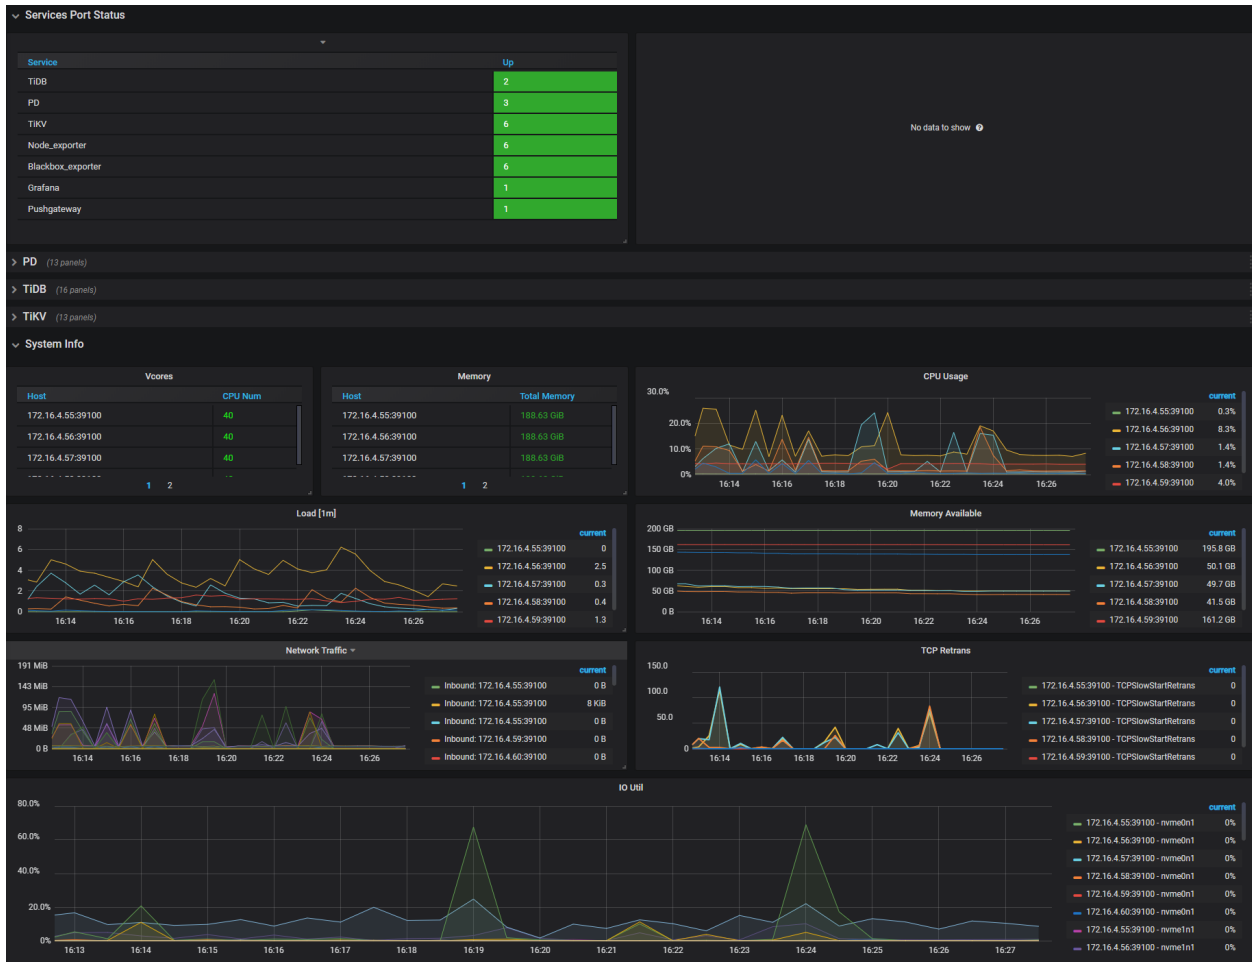 Services Port Status
Service Up
TiDB 2
PD 3
TiKV 6
Node_exporter 6
Blackbox_exporter 6
Grafana 1
Pushgateway 1
No data to show
PD (13 panels)
TiDB (16 panels)
TiKV (13 panels)
System Info
Vcores
Host CPU Num
172.16.4.55:39100 40
172.16.4.56:39100 40
172.16.4.57:39100 40
1 2
Memory
Host Total Memory
172.16.4.55:39100 188.63 GiB
172.16.4.56:39100 188.63 GiB
172.16.4.57:39100 188.63 GiB
1 2
CPU Usage
30.0%
20.0%
10.0%
0%
16:14 16:16 16:18 16:20 16:22 16:24 16:26
current
172.16.4.55:39100 0.3%
172.16.4.56:39100 8.3%
172.16.4.57:39100 1.4%
172.16.4.58:39100 1.4%
172.16.4.59:39100 4.0%
Load [1m]
8
6
4
2
0
16:14 16:16 16:18 16:20 16:22 16:24 16:26
current
172.16.4.55:39100 0
172.16.4.56:39100 2.5
172.16.4.57:39100 0.3
172.16.4.58:39100 0.4
172.16.4.59:39100 1.3
Memory Available
200 GB
150 GB
100 GB
50 GB
0 B
16:14 16:16 16:18 16:20 16:22 16:24 16:26
current
172.16.4.55:39100 195.8 GB
172.16.4.56:39100 50.1 GB
172.16.4.57:39100 49.7 GB
172.16.4.58:39100 41.5 GB
172.16.4.59:39100 161.2 GB
Network Traffic
191 MiB
143 MiB
95 MiB
48 MiB
0 B
16:14 16:16 16:18 16:20 16:22 16:24 16:26
current
Inbound: 172.16.4.55:39100 0 B
Inbound: 172.16.4.55:39100 8 KiB
Inbound: 172.16.4.55:39100 0 B
Inbound: 172.16.4.59:39100 0 B
Inbound: 172.16.4.60:39100 0 B
TCP Retrans
150.0
100.0
50.0
0
16:14 16:16 16:18 16:20 16:22 16:24 16:26
current
172.16.4.55:39100 - TCPSlowStartRetrans 0
172.16.4.56:39100 - TCPSlowStartRetrans 0
172.16.4.57:39100 - TCPSlowStartRetrans 0
172.16.4.58:39100 - TCPSlowStartRetrans 0
172.16.4.59:39100 - TCPSlowStartRetrans 0
IO Util
80.0%
60.0%
40.0%
20.0%
0%
16:13 16:14 16:15 16:16 16:17 16:18 16:19 16:20 16:21 16:22 16:23 16:24 16:25 16:26 16:27
current
172.16.4.55:39100 - nvme0n1 0%
172.16.4.56:39100 - nvme0n1 0%
172.16.4.57:39100 - nvme0n1 0%
172.16.4.58:39100 - nvme0n1 0%
172.16.4.59:39100 - nvme0n1 0%
172.16.4.60:39100 - nvme0n1 0%
172.16.4.55:39100 - nvme1n1 0%
172.16.4.56:39100 - nvme1n1 0%